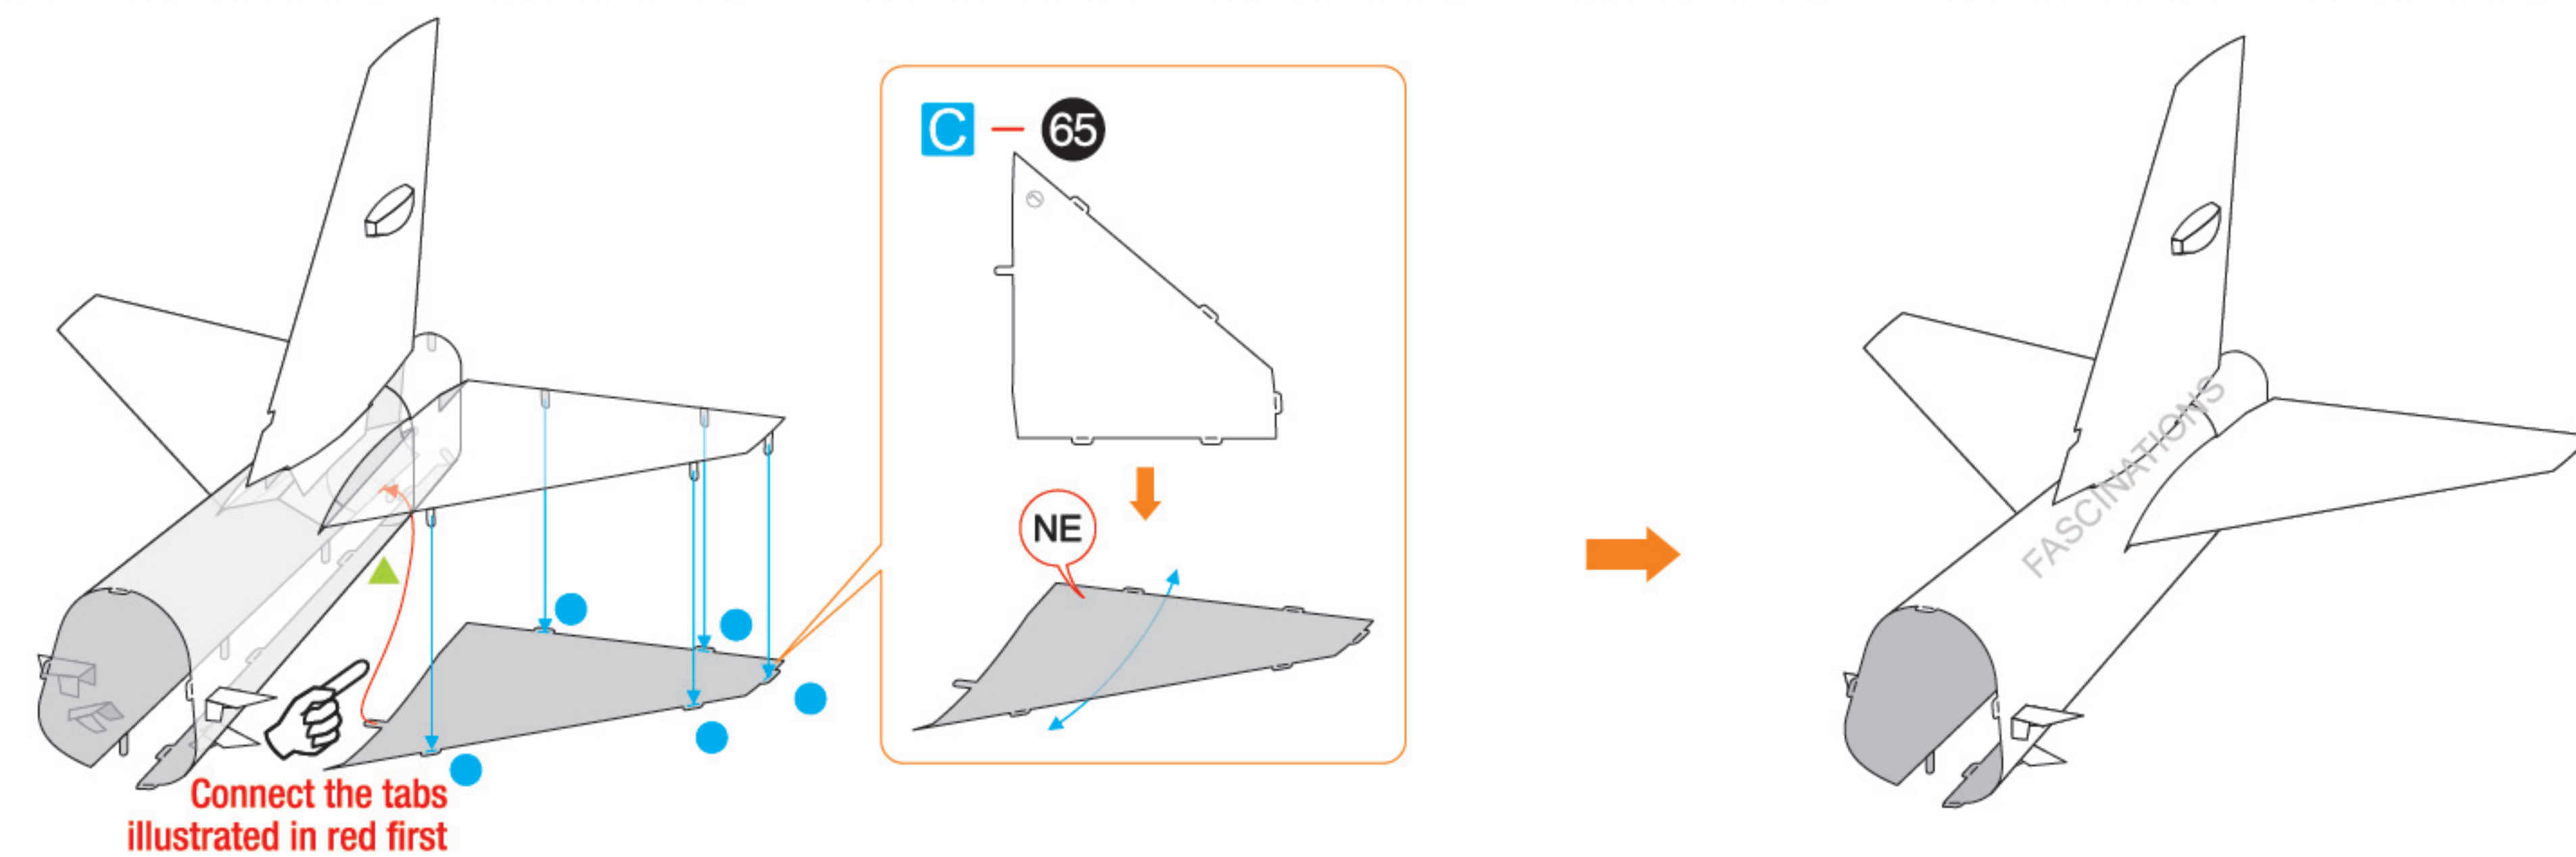 C – 65
NE
Connect the tabs
illustrated in red first
FASCINATIONS